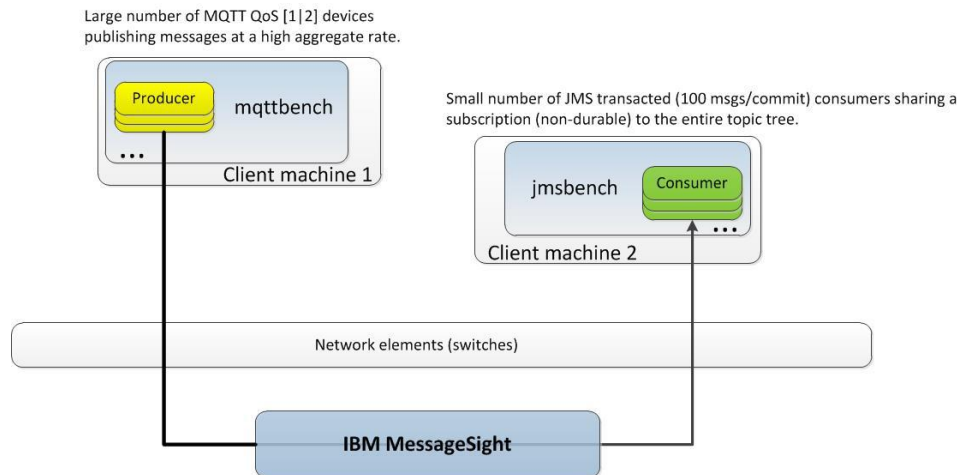 Large number of MQTT QoS [1|2] devices
publishing messages at a high aggregate rate.
Producer
mqttbench
...
Client machine 1
Small number of JMS transacted (100 msgs/commit) consumers sharing a
subscription (non-durable) to the entire topic tree.
jmsbench
Consumer
...
Client machine 2
Network elements (switches)
IBM MessageSight